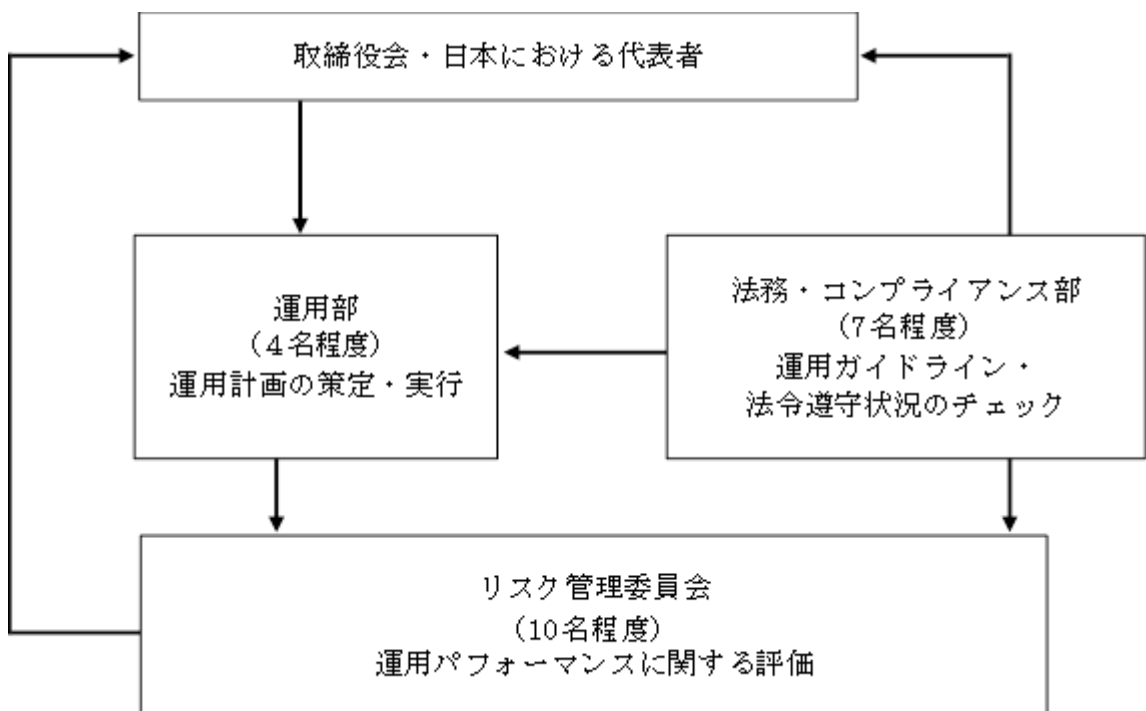 取締役会・日本における代表者
運用部
（４名程度）
運用計画の策定・実行
法務・コンプライアンス部
（7名程度）
運用ガイドライン・
法令遵守状況のチェック
リスク管理委員会
（10名程度）
運用パフォーマンスに関する評価